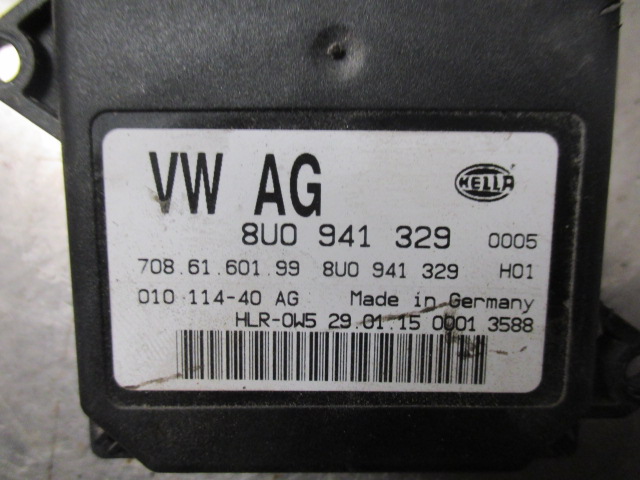 VW AG
HELLA
8U0 941 329 0005
708.61.601.99 8U0 941 329 H01
010 114-40 AG Made in Germany
HLR-0W5 29.01.15 0001 3588